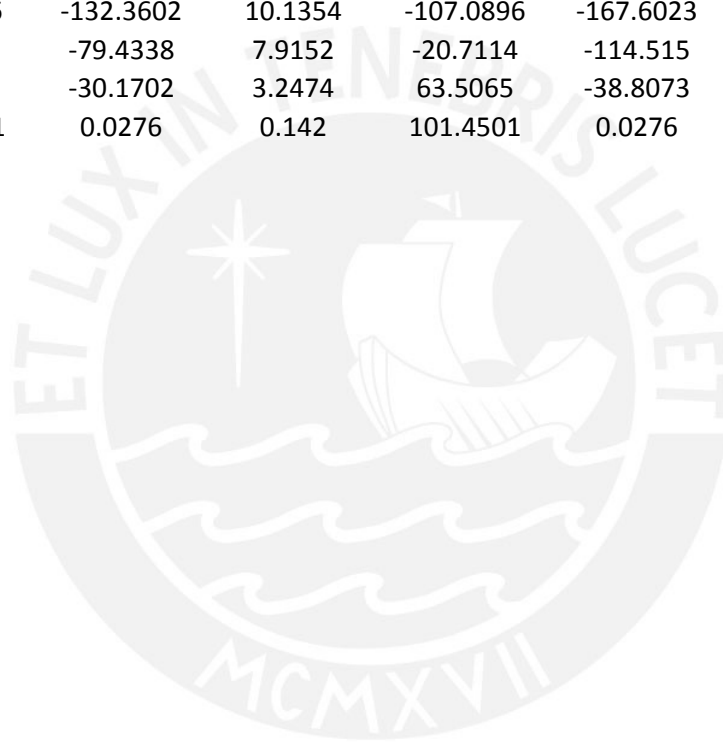 -132.3602 10.1354 -107.0896 -167.6023
-79.4338 7.9152 -20.7114 -114.515
-30.1702 3.2474 63.5065 -38.8073
0.0276 0.142 101.4501 0.0276
ET LUX IN TENEBRIS LUCET
MCMXVII